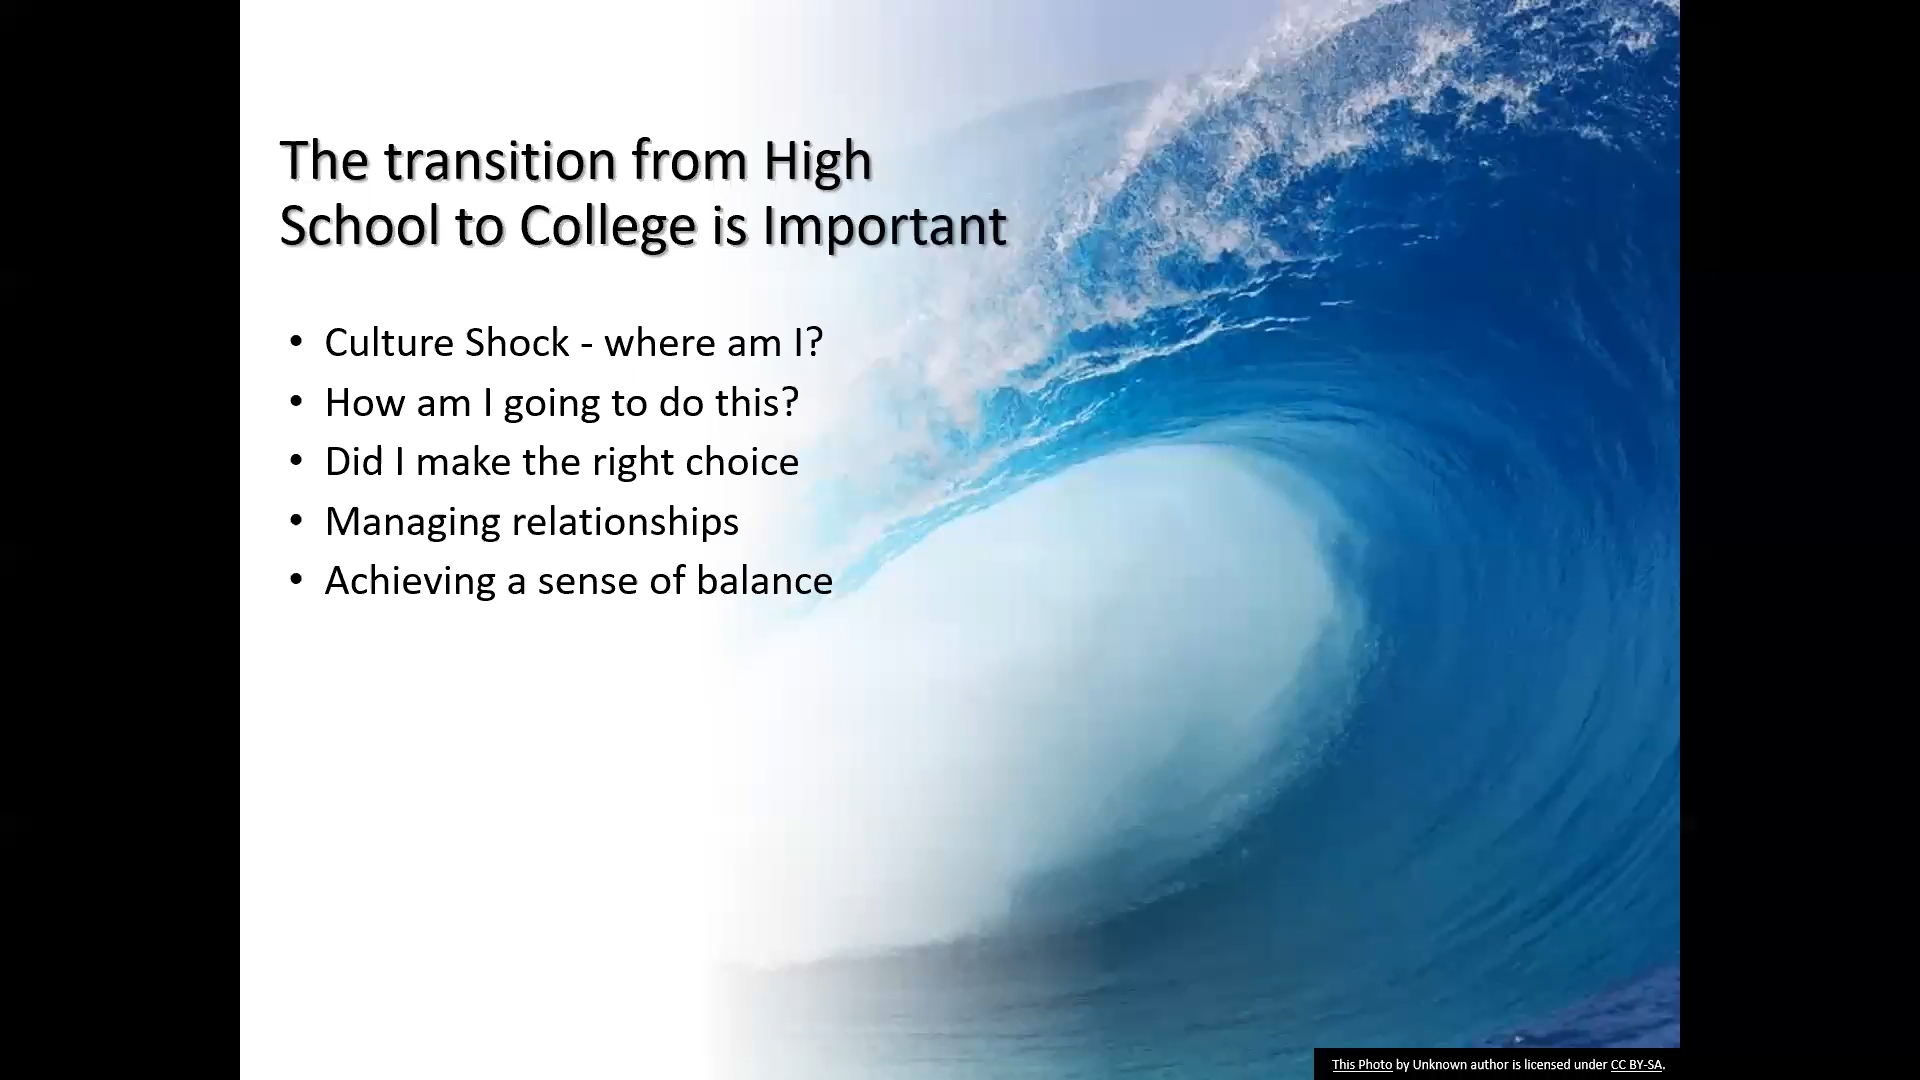 The transition from High
School to College is Important
• Culture Shock - where am I?
• How am I going to do this?
• Did I make the right choice
• Managing relationships
• Achieving a sense of balance
This Photo by Unknown author is licensed under CC BY-SA.